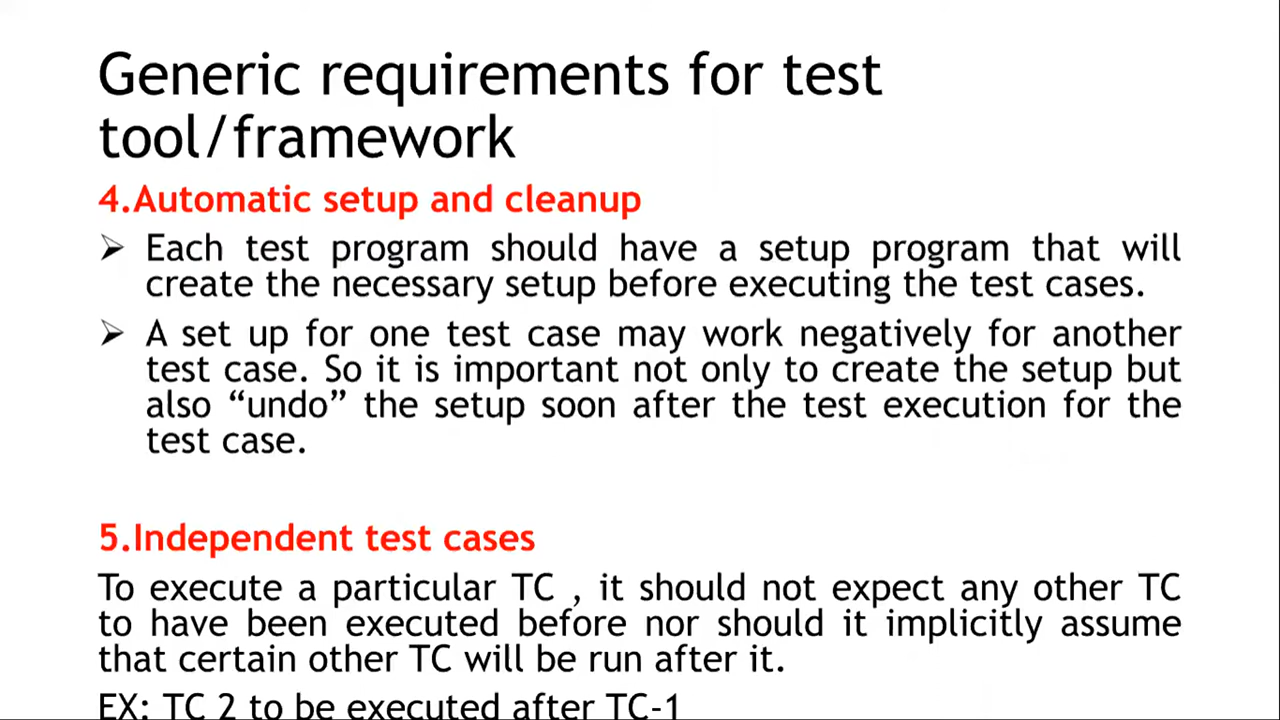 Generic requirements for test
tool/framework
4.Automatic setup and cleanup
➢ Each test program should have a setup program that will
create the necessary setup before executing the test cases.
➢ A set up for one test case may work negatively for another
test case. So it is important not only to create the setup but
also “undo” the setup soon after the test execution for the
test case.
5.Independent test cases
To execute a particular TC , it should not expect any other TC
to have been executed before nor should it implicitly assume
that certain other TC will be run after it.
EX: TC 2 to be executed after TC-1